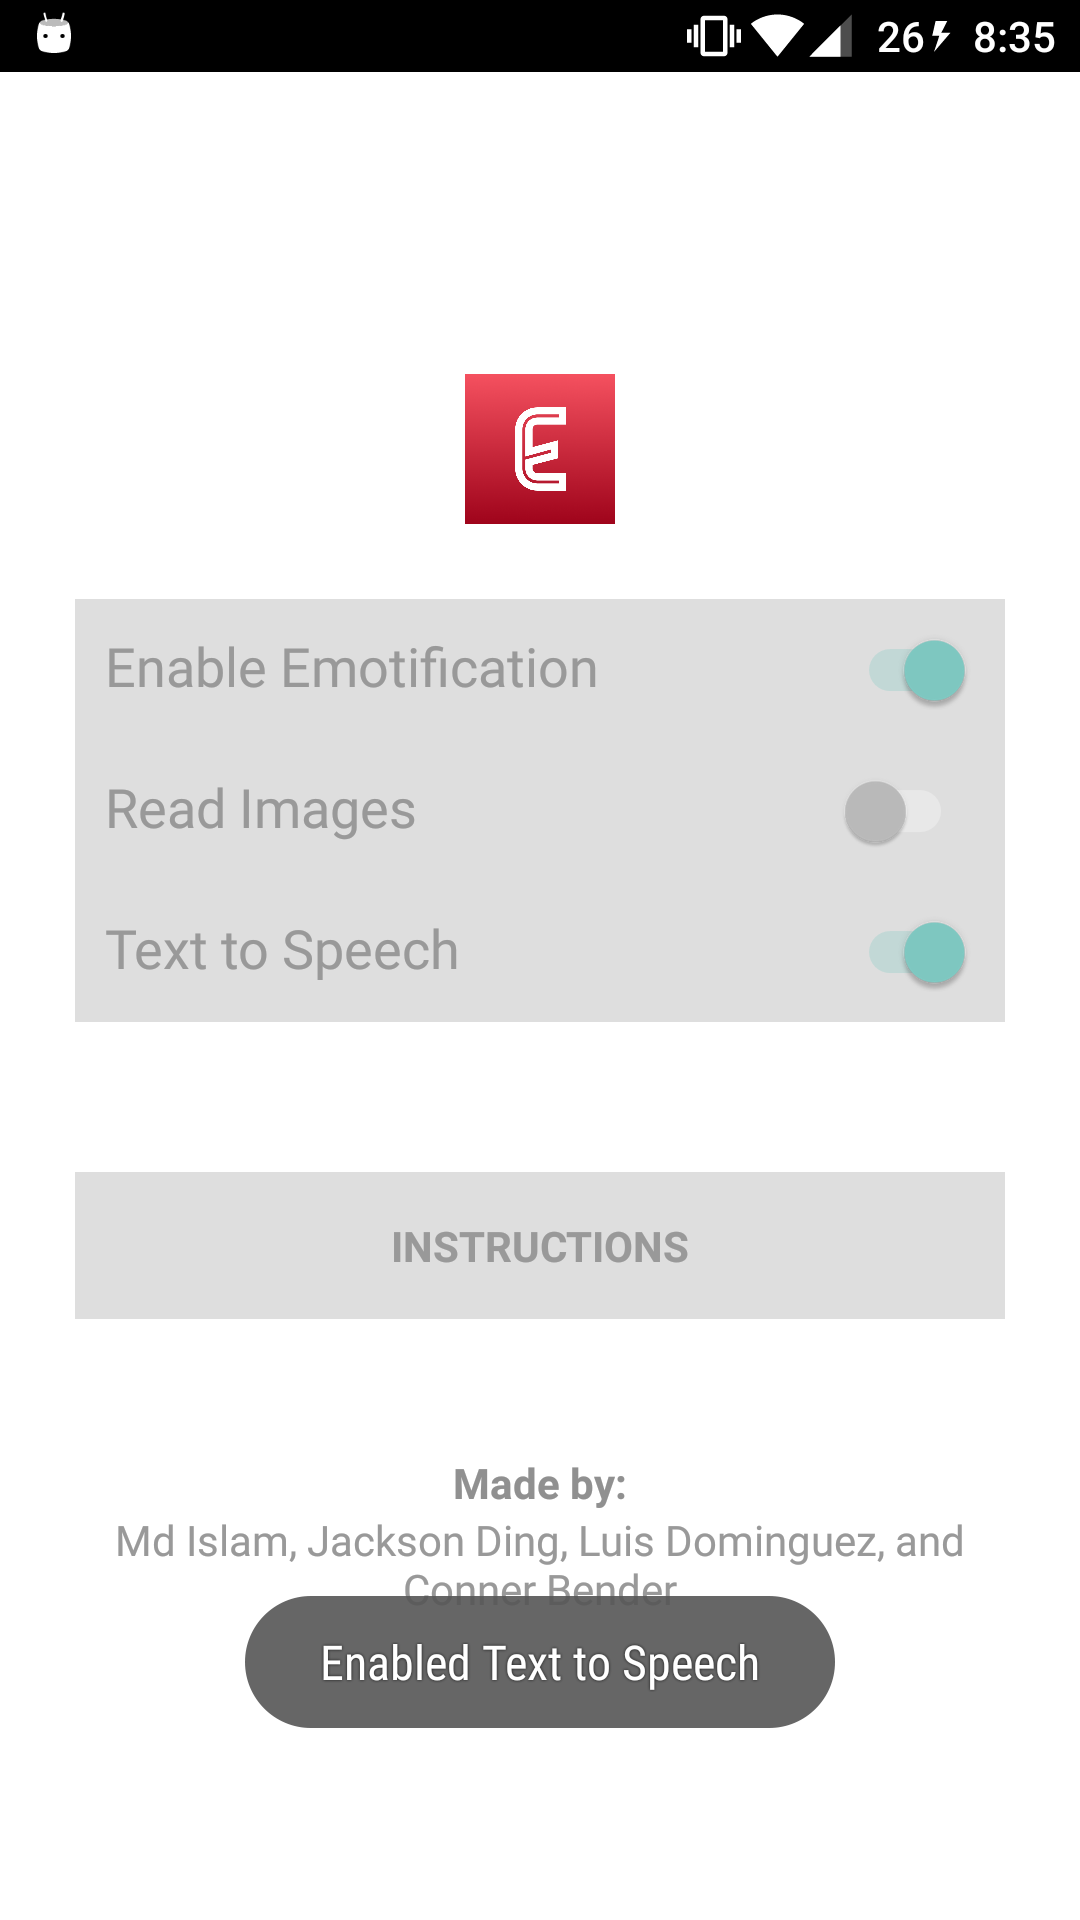 26 8:35
E
Enable Emotification
Read Images
Text to Speech
INSTRUCTIONS
Made by:
Md Islam, Jackson Ding, Luis Dominguez, and
Conner Bender
Enabled Text to Speech